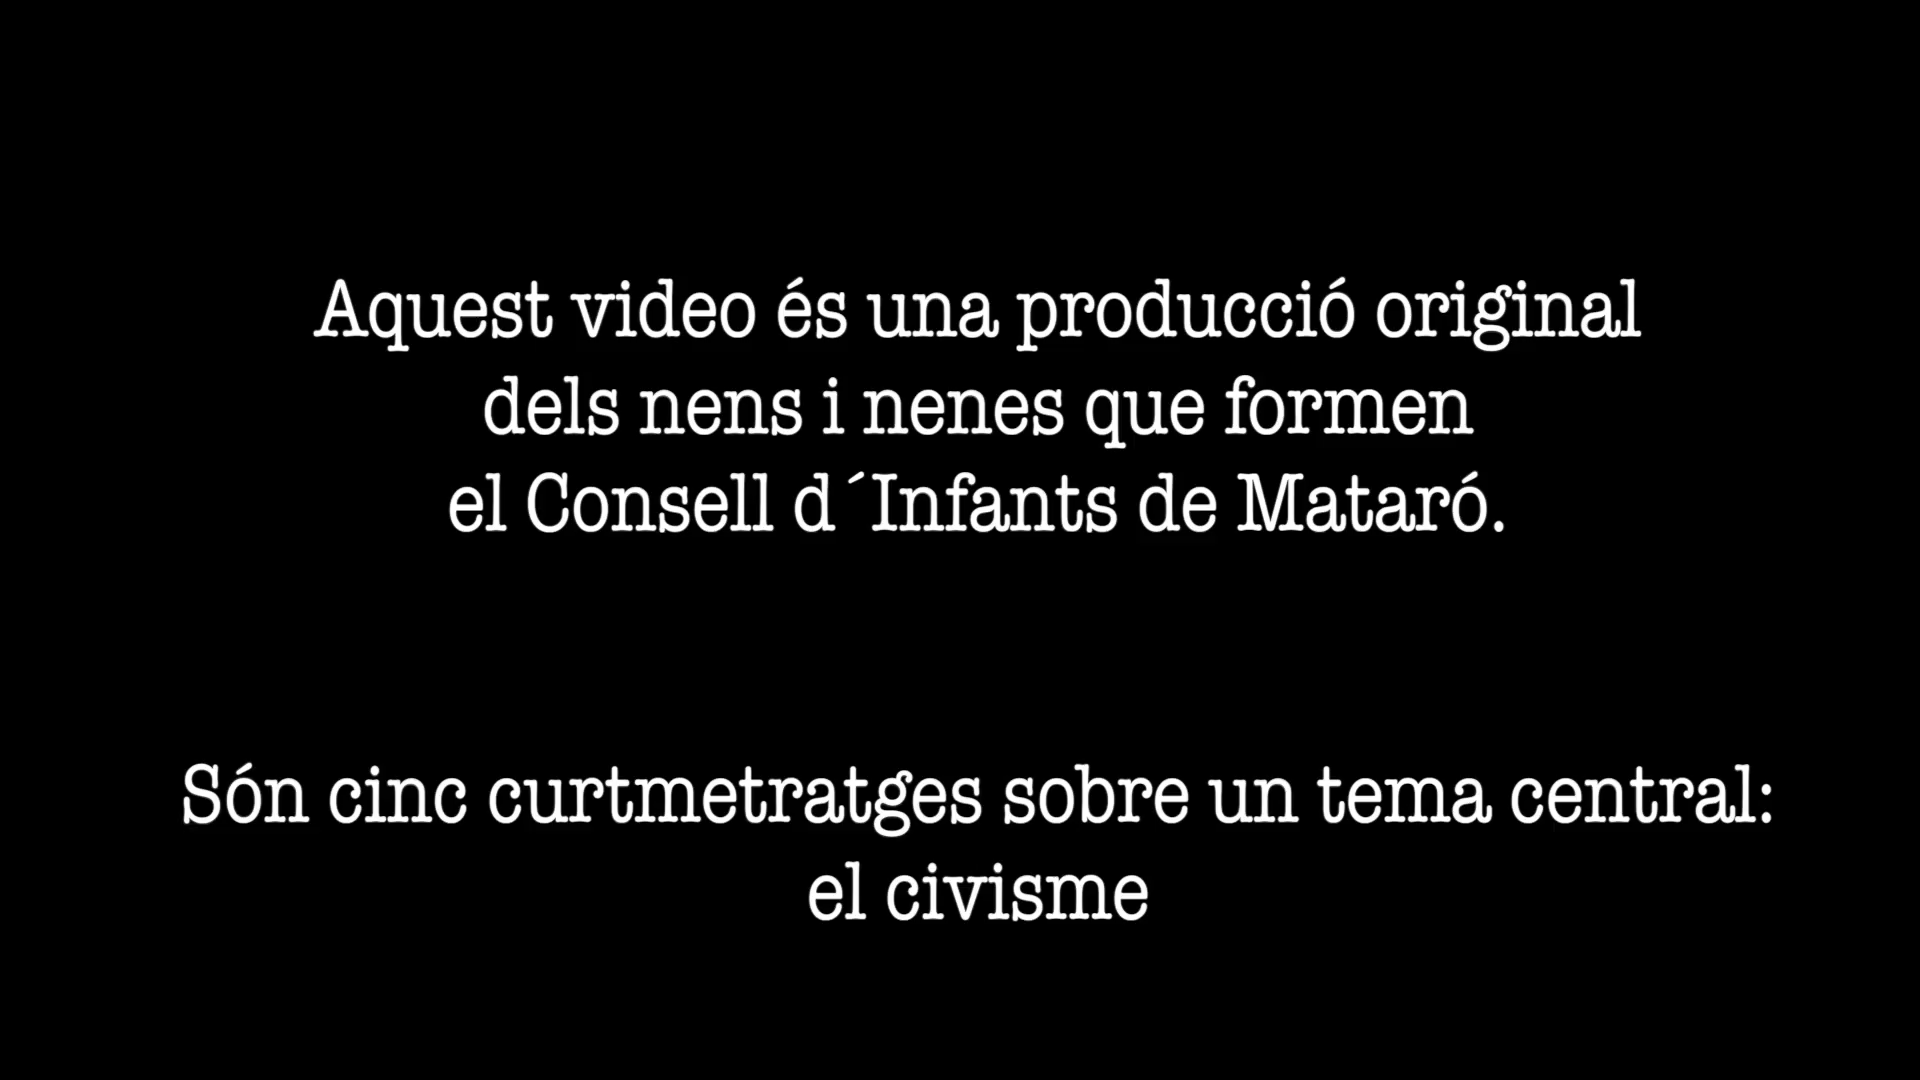 Aquest video és una producció original
dels nens i nenes que formen
el Consell d´Infants de Mataró.
Són cinc curtmetratges sobre un tema central:
el civisme